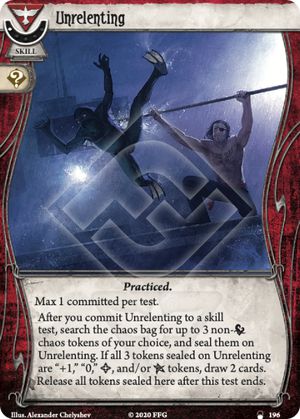 Unrelenting
SKILL
?
Practiced.
Max 1 committed per test.
After you commit Unrelenting to a skill
test, search the chaos bag for up to 3 non-
chaos tokens of your choice, and seal them on
Unrelenting. If all 3 tokens sealed on Unrelenting
are “+1,” “0,” , and/or tokens, draw 2 cards.
Release all tokens sealed here after this test ends.
Illus. Alexander Chelyshev
© 2020 FFG
196